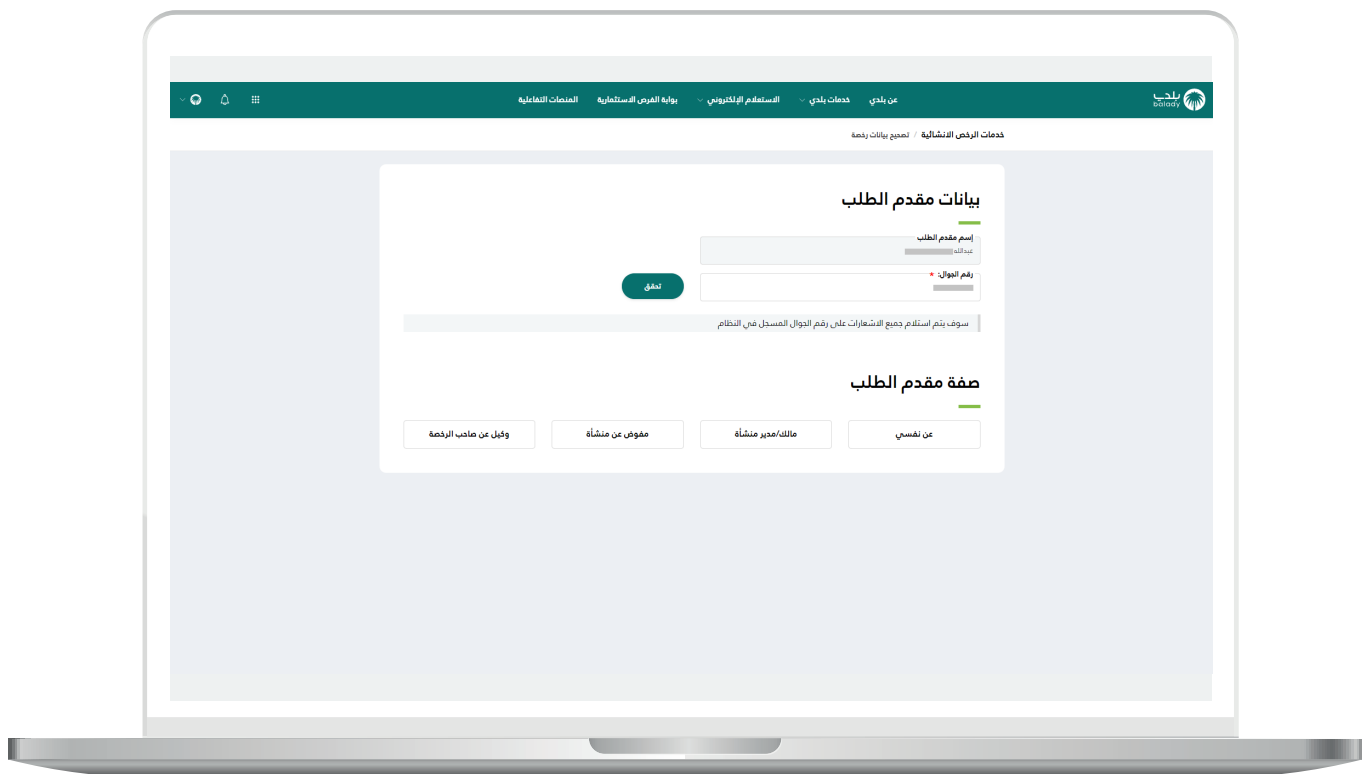 بلدي
balady
عن بلدي
خدمات بلدي
الاستعلام الإلكتروني
بوابة الفرص الاستثمارية
المنصات التفاعلية
خدمات الرخص الانشائية / تصحيح بيانات رخصة
بيانات مقدم الطلب
إسم مقدم الطلب
عبدالله
رقم الجوال: *
تحقق
سوف يتم استلام جميع الاشعارات على رقم الجوال المسجل في النظام
صفة مقدم الطلب
عن نفسي
مالك/مدير منشأة
مفوض عن منشأة
وكيل عن صاحب الرخصة